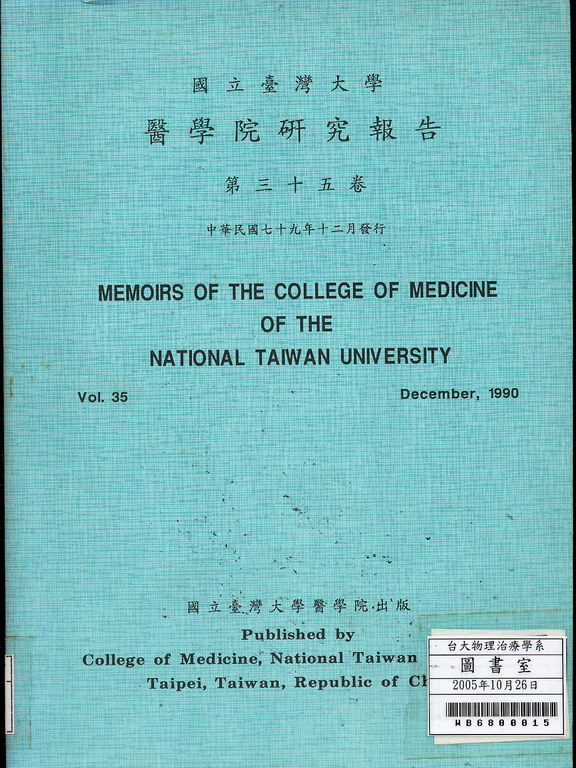 國立臺灣大學
醫學院研究報告
第三十五卷
中華民國七十九年十二月發行
MEMOIRS OF THE COLLEGE OF MEDICINE
OF THE
NATIONAL TAIWAN UNIVERSITY
Vol. 35
December, 1990
國立臺灣大學醫學院出版
Published by
College of Medicine, National Taiwan
Taipei, Taiwan, Republic of Ch
台大物理治療學系
圖書室
2005年10月26日
WB6800015